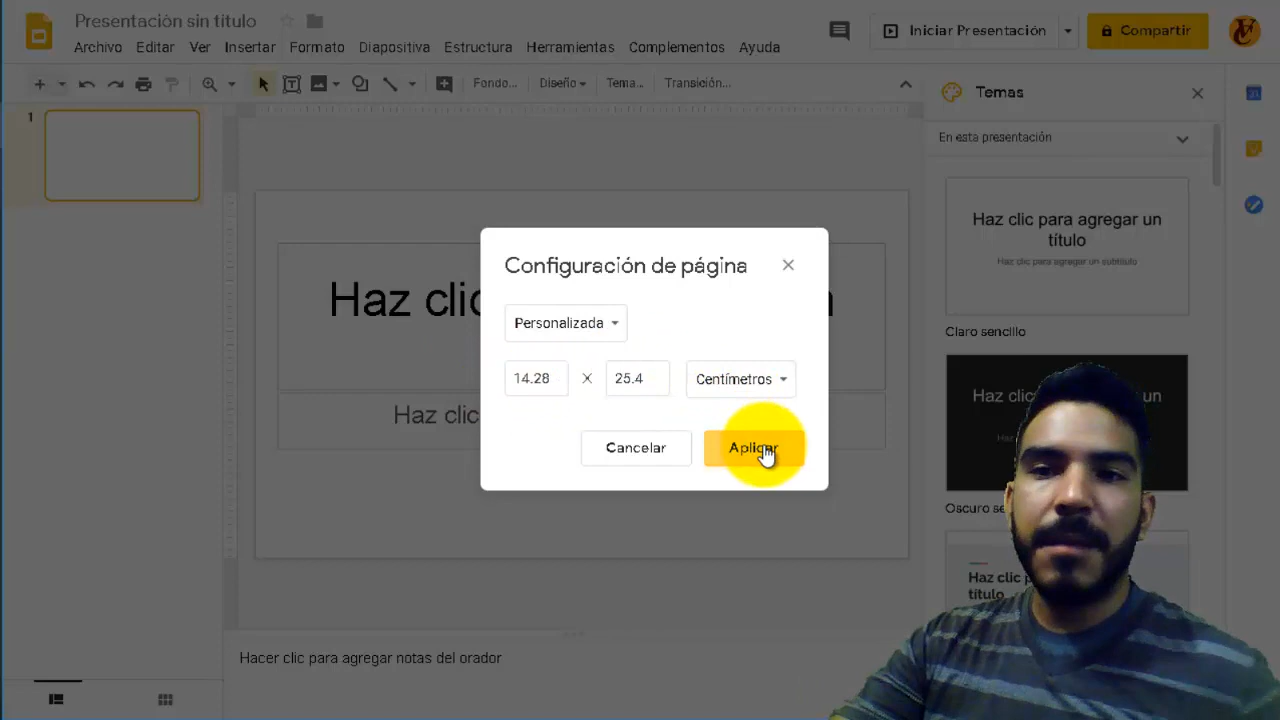 Presentación sin título
Archivo Editar Ver Insertar Formato Diapositiva Estructura Herramientas Complementos Ayuda
Iniciar Presentación
Compartir
Fondo... Diseño Tema... Transición...
Temas
En esta presentación
1
Haz clic para agregar un
título
Haz clic para agregar un subtítulo
Claro sencillo
Configuración de página
Personalizada
14.28 × 25.4 Centímetros
Cancelar Aplicar
Haz clic
Haz clic
Oscuro
Haz clic
título
Hacer clic para agregar notas del orador